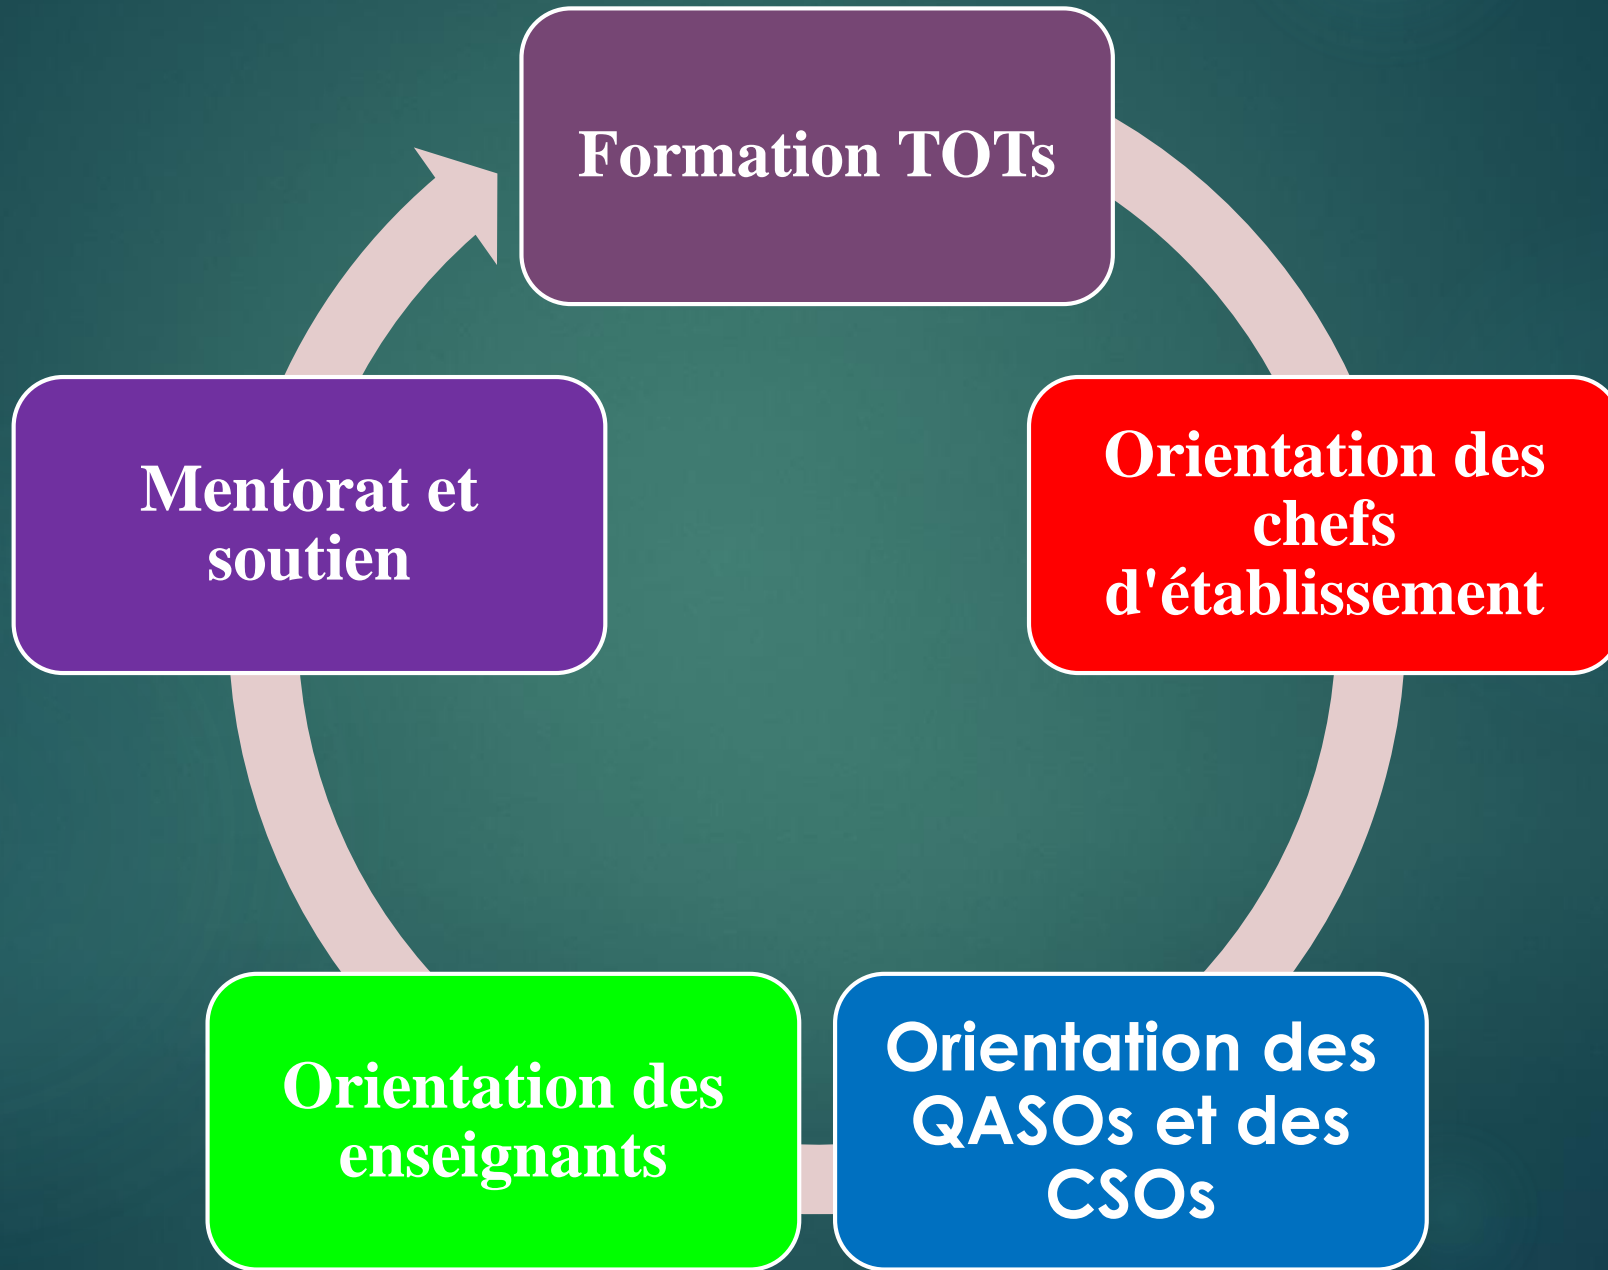 Formation TOTs
Orientation des
chefs
d'établissement
Orientation des
QASOs et des
CSOs
Orientation des
enseignants
Mentorat et
soutien